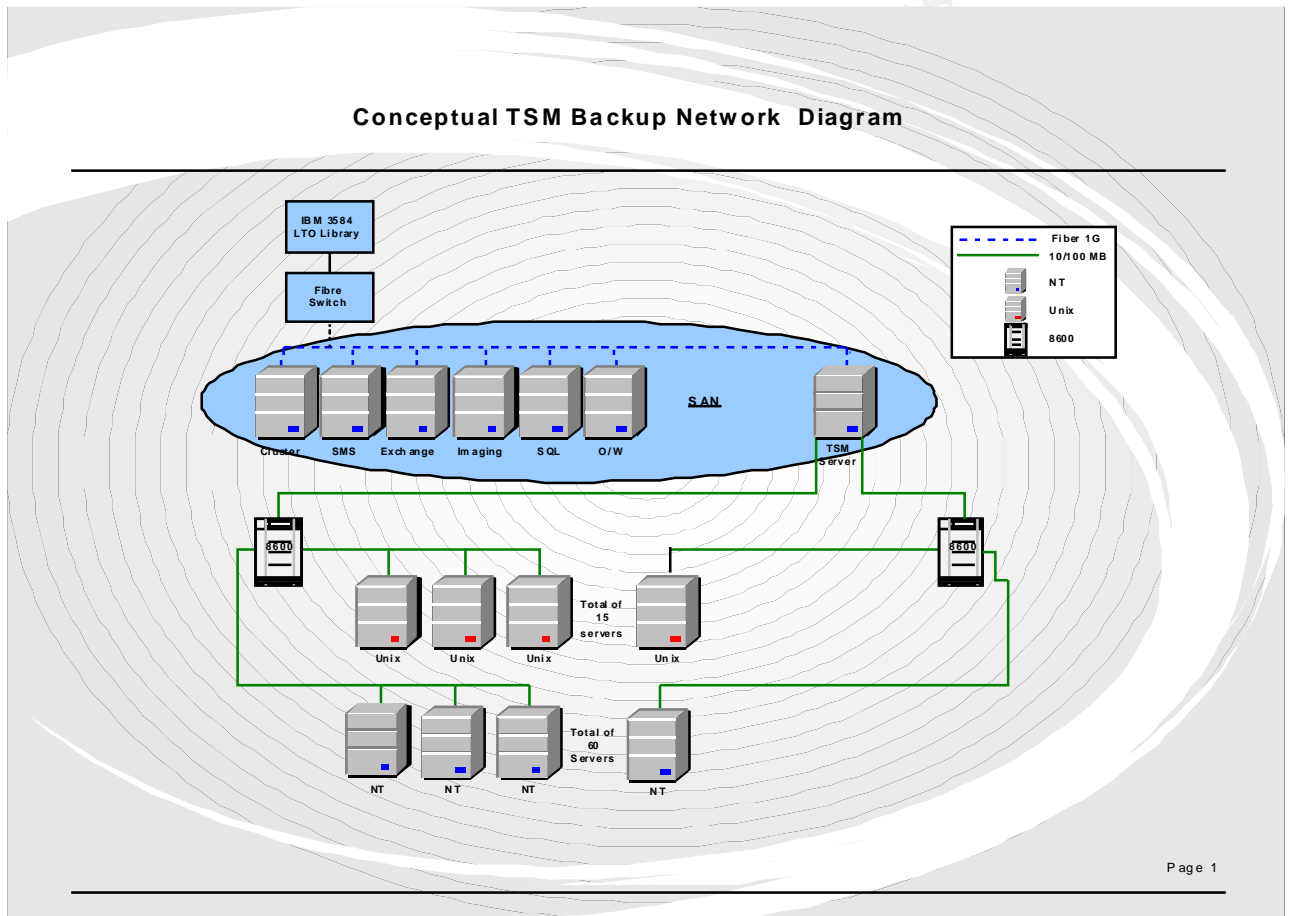 Conceptual TSM Backup Network Diagram
IBM 3584
LTO Library
Fibre
Switch
Fiber 1G
10/100 MB
NT
Unix
8600
SAN
Cluster
SMS
Exchange
Imaging
SQL
O/W
TSM
Server
8600
8600
Total of
15
servers
Unix
Unix
Unix
Unix
Total of
60
Servers
NT
NT
NT
NT
Page 1